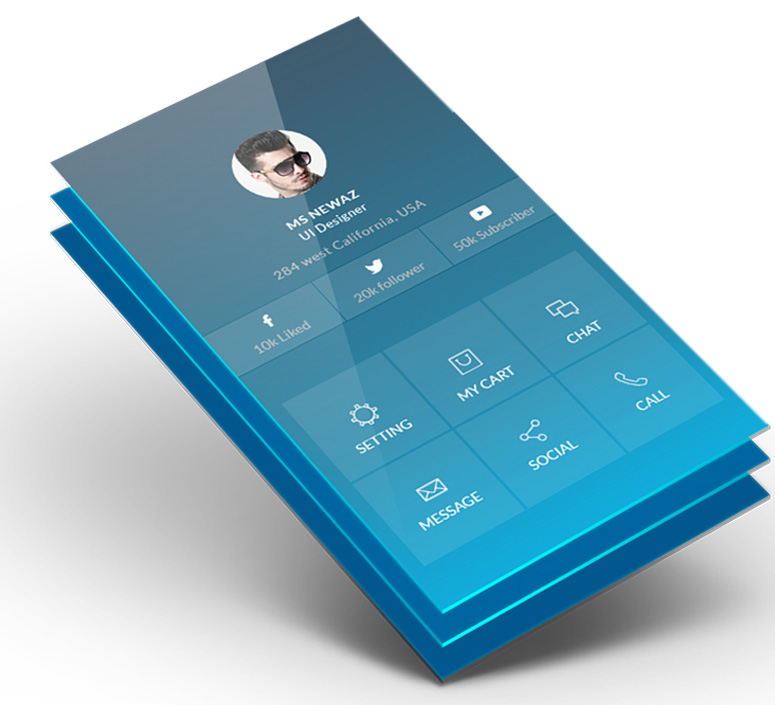 MS NEWAZ
UI Designer
284 west California, USA
10k Liked
20k follower
50k Subscriber
SETTING
MY CART
CHAT
MESSAGE
SOCIAL
CALL